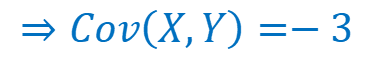 ⇒ Cov(X,Y) =− 3